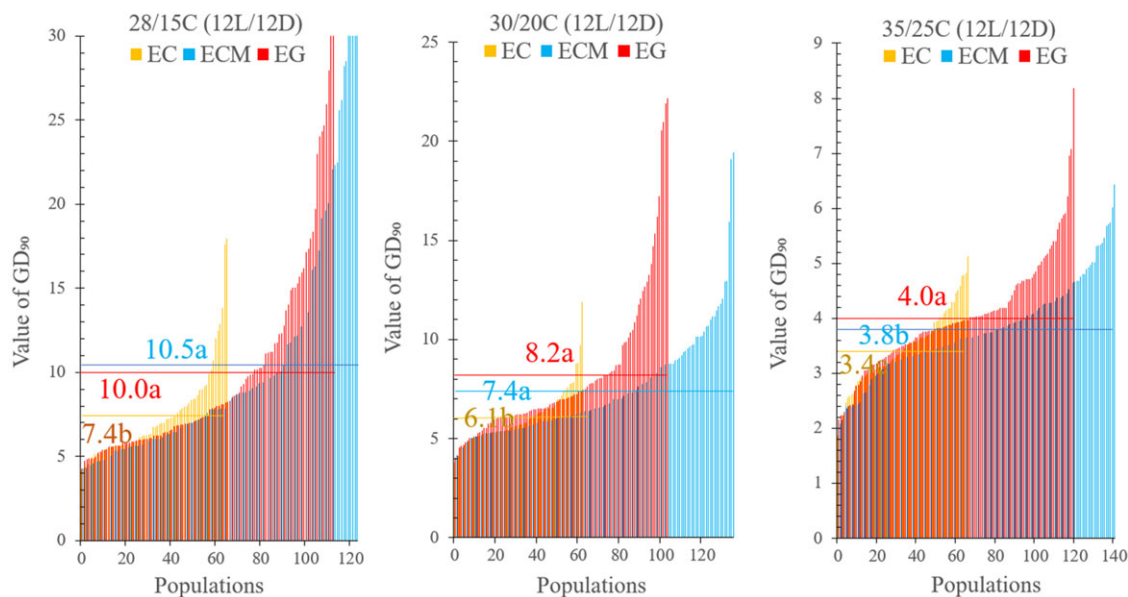 28/15C (12L/12D)
EC ECM EG
Value of GD₉₀
30
25
20
15
10
5
0
10.5a
10.0a
7.4b
0 20 40 60 80 100 120
Populations
30/20C (12L/12D)
EC ECM EG
Value of GD₉₀
25
20
15
10
5
0
8.2a
7.4a
6.1b
0 20 40 60 80 100 120
Populations
35/25C (12L/12D)
EC ECM EG
Value of GD₉₀
9
8
7
6
5
4
3
2
1
0
4.0a
3.8b
0 20 40 60 80 100 120 140
Populations